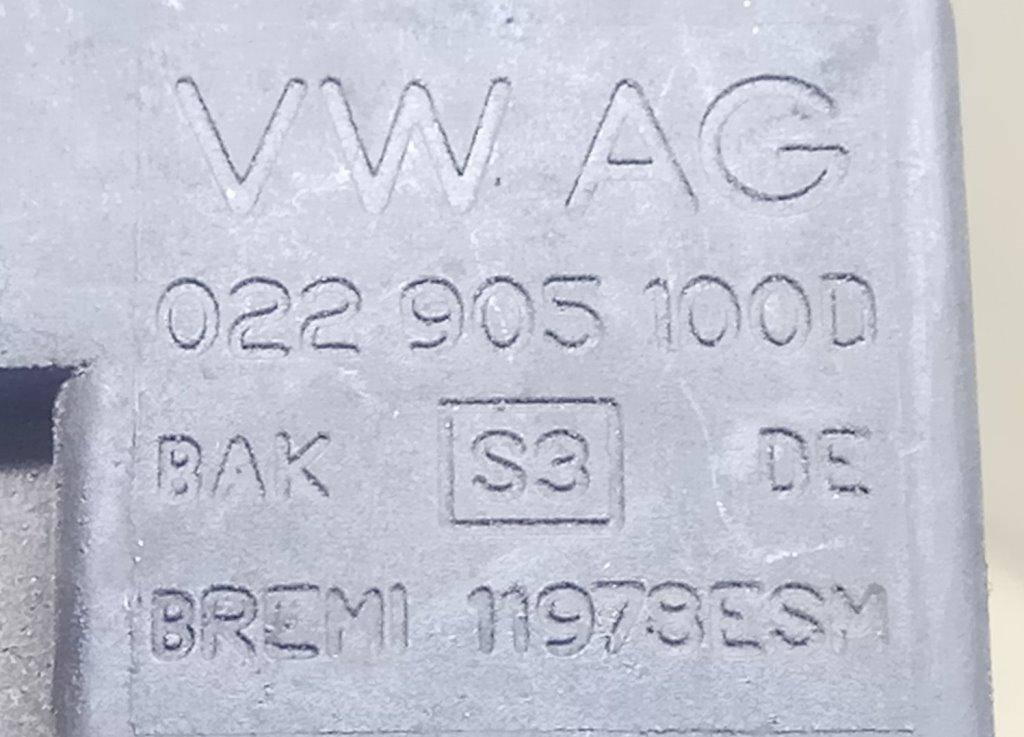 VW AG
022 905 100D
BAK S3 DE
BREMI 11978ESM